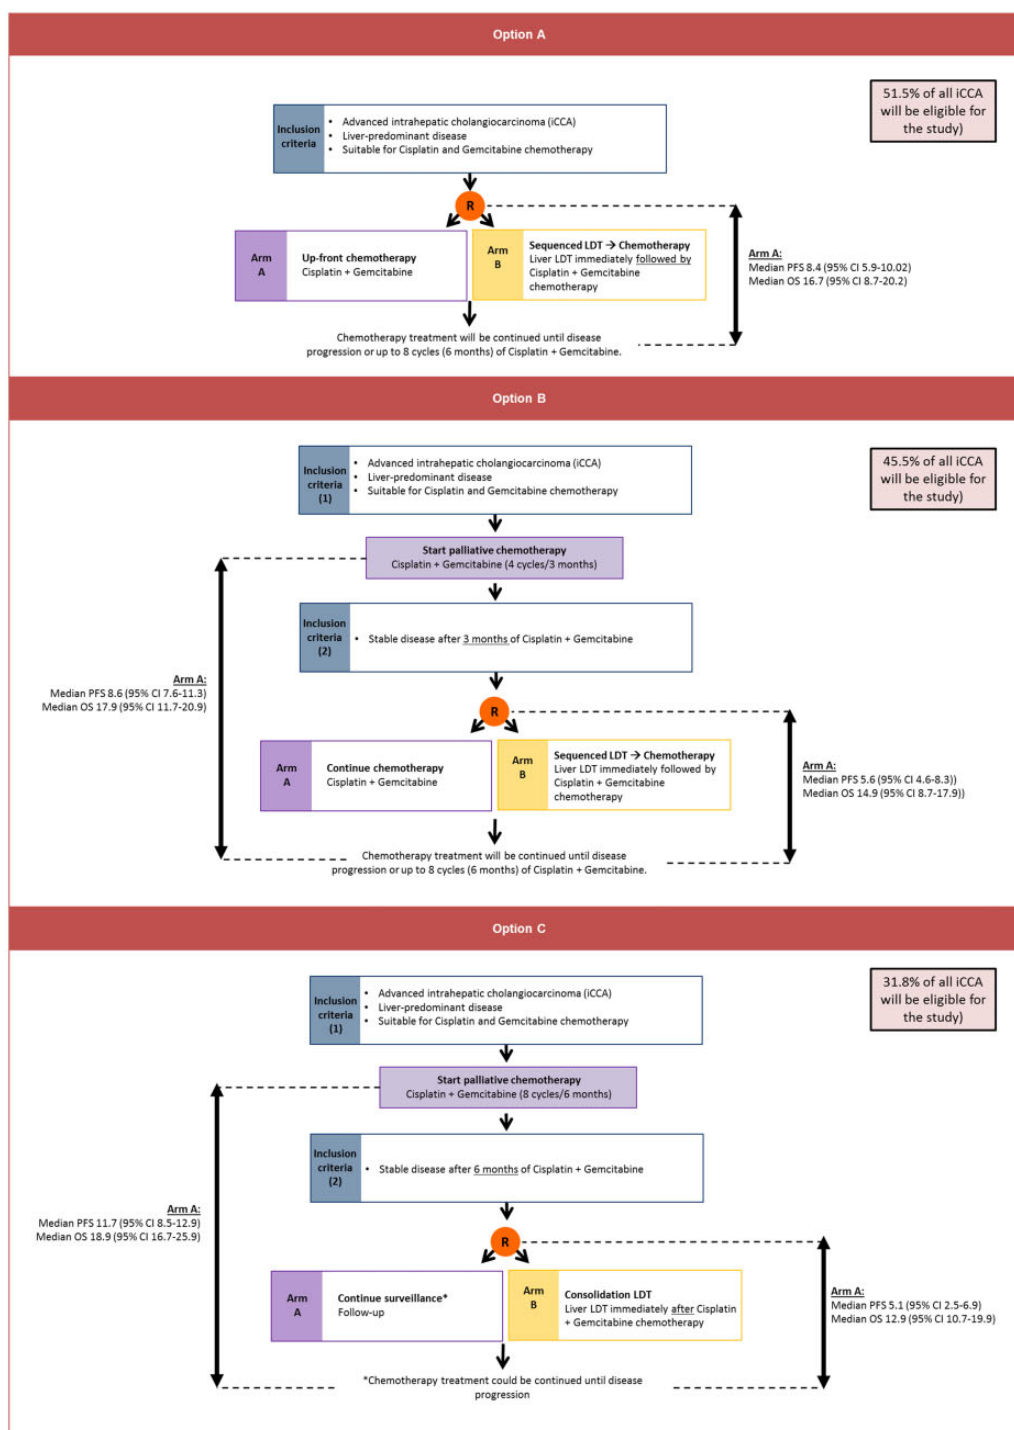 Option A
51.5% of all iCCA
will be eligible for
the study)
Inclusion
criteria
• Advanced intrahepatic cholangiocarcinoma (iCCA)
• Liver-predominant disease
• Suitable for Cisplatin and Gemcitabine chemotherapy
R
Arm
A
Up-front chemotherapy
Cisplatin + Gemcitabine
Arm
B
Sequenced LDT → Chemotherapy
Liver LDT immediately followed by
Cisplatin + Gemcitabine
chemotherapy
Arm A:
Median PFS 8.4 (95% CI 5.9-10.02)
Median OS 16.7 (95% CI 8.7-20.2)
Chemotherapy treatment will be continued until disease
progression or up to 8 cycles (6 months) of Cisplatin + Gemcitabine.
Option B
45.5% of all iCCA
will be eligible for
the study)
Inclusion
criteria
(1)
• Advanced intrahepatic cholangiocarcinoma (iCCA)
• Liver-predominant disease
• Suitable for Cisplatin and Gemcitabine chemotherapy
Start palliative chemotherapy
Cisplatin + Gemcitabine (4 cycles/3 months)
Inclusion
criteria
(2)
• Stable disease after 3 months of Cisplatin + Gemcitabine
Arm A:
Median PFS 8.6 (95% CI 7.6-11.3)
Median OS 17.9 (95% CI 11.7-20.9)
R
Arm
A
Continue chemotherapy
Cisplatin + Gemcitabine
Arm
B
Sequenced LDT → Chemotherapy
Liver LDT immediately followed by
Cisplatin + Gemcitabine
chemotherapy
Arm A:
Median PFS 5.6 (95% CI 4.6-8.3))
Median OS 14.9 (95% CI 8.7-17.9))
Chemotherapy treatment will be continued until disease
progression or up to 8 cycles (6 months) of Cisplatin + Gemcitabine.
Option C
31.8% of all iCCA
will be eligible for
the study)
Inclusion
criteria
(1)
• Advanced intrahepatic cholangiocarcinoma (iCCA)
• Liver-predominant disease
• Suitable for Cisplatin and Gemcitabine chemotherapy
Start palliative chemotherapy
Cisplatin + Gemcitabine (8 cycles/6 months)
Inclusion
criteria
(2)
• Stable disease after 6 months of Cisplatin + Gemcitabine
Arm A:
Median PFS 11.7 (95% CI 8.5-12.9)
Median OS 18.9 (95% CI 16.7-25.9)
R
Arm
A
Continue surveillance*
Follow-up
Arm
B
Consolidation LDT
Liver LDT immediately after Cisplatin
+ Gemcitabine chemotherapy
Arm A:
Median PFS 5.1 (95% CI 2.5-6.9)
Median OS 12.9 (95% CI 10.7-19.9)
*Chemotherapy treatment could be continued until disease
progression